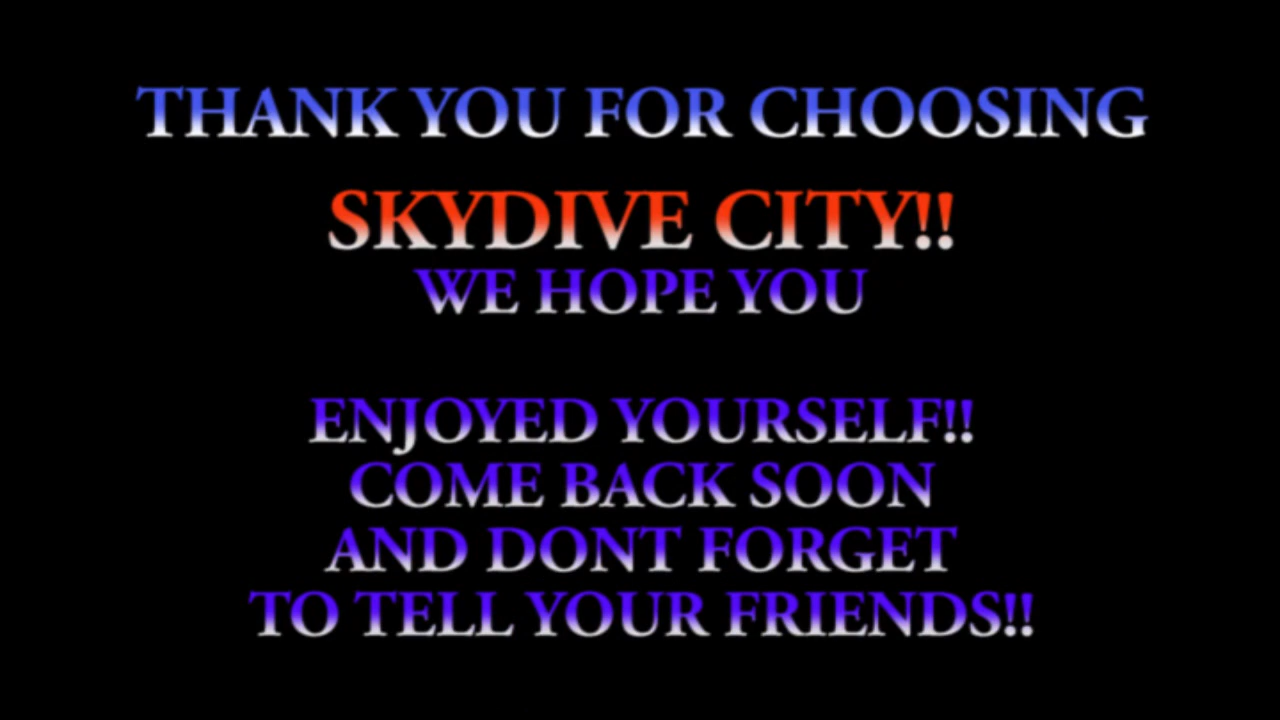 THANK YOU FOR CHOOSING
SKYDIVE CITY!!
WE HOPE YOU
ENJOYED YOURSELF!!
COME BACK SOON
AND DONT FORGET
TO TELL YOUR FRIENDS!!